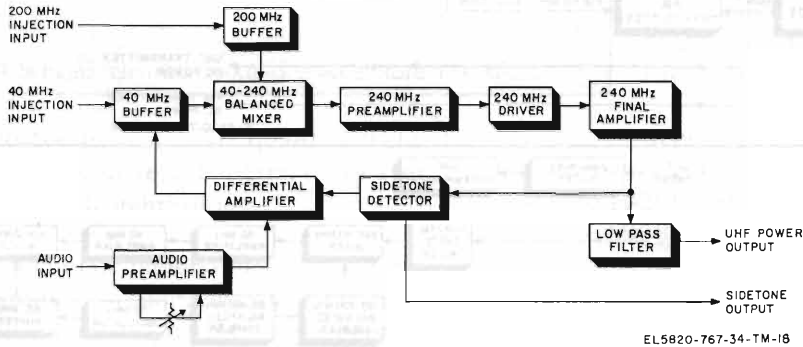 200 MHz
INJECTION
INPUT
200 MHz
BUFFER
40 MHz
INJECTION
INPUT
40 MHz
BUFFER
40-240 MHz
BALANCED
MIXER
240 MHz
PREAMPLIFIER
240 MHz
DRIVER
240 MHz
FINAL
AMPLIFIER
DIFFERENTIAL
AMPLIFIER
SIDETONE
DETECTOR
LOW PASS
FILTER
UHF POWER
OUTPUT
AUDIO
INPUT
AUDIO
PREAMPLIFIER
SIDETONE
OUTPUT
EL5820-767-34-TM-18